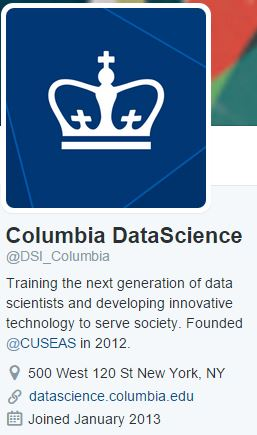 Columbia DataScience
@DSI_Columbia
Training the next generation of data
scientists and developing innovative
technology to serve society. Founded
@CUSEAS in 2012.
500 West 120 St New York, NY
datascience.columbia.edu
Joined January 2013